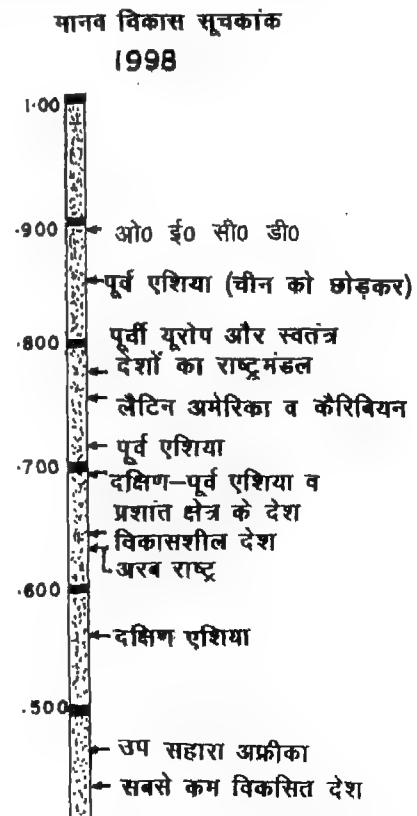 मानव विकास सूचकांक
1998
1.00
.900
ओ0 ई0 सी0 डी0
पूर्व एशिया (चीन को छोड़कर)
.800
पूर्वी यूरोप और स्वतंत्र
देशों का राष्ट्रमंडल
लैटिन अमेरिका व कैरिबियन
पूर्व एशिया
.700
दक्षिण-पूर्व एशिया व
प्रशांत क्षेत्र के देश
विकासशील देश
अरब राष्ट्र
.600
दक्षिण एशिया
.500
उप सहारा अफ्रीका
सबसे कम विकसित देश